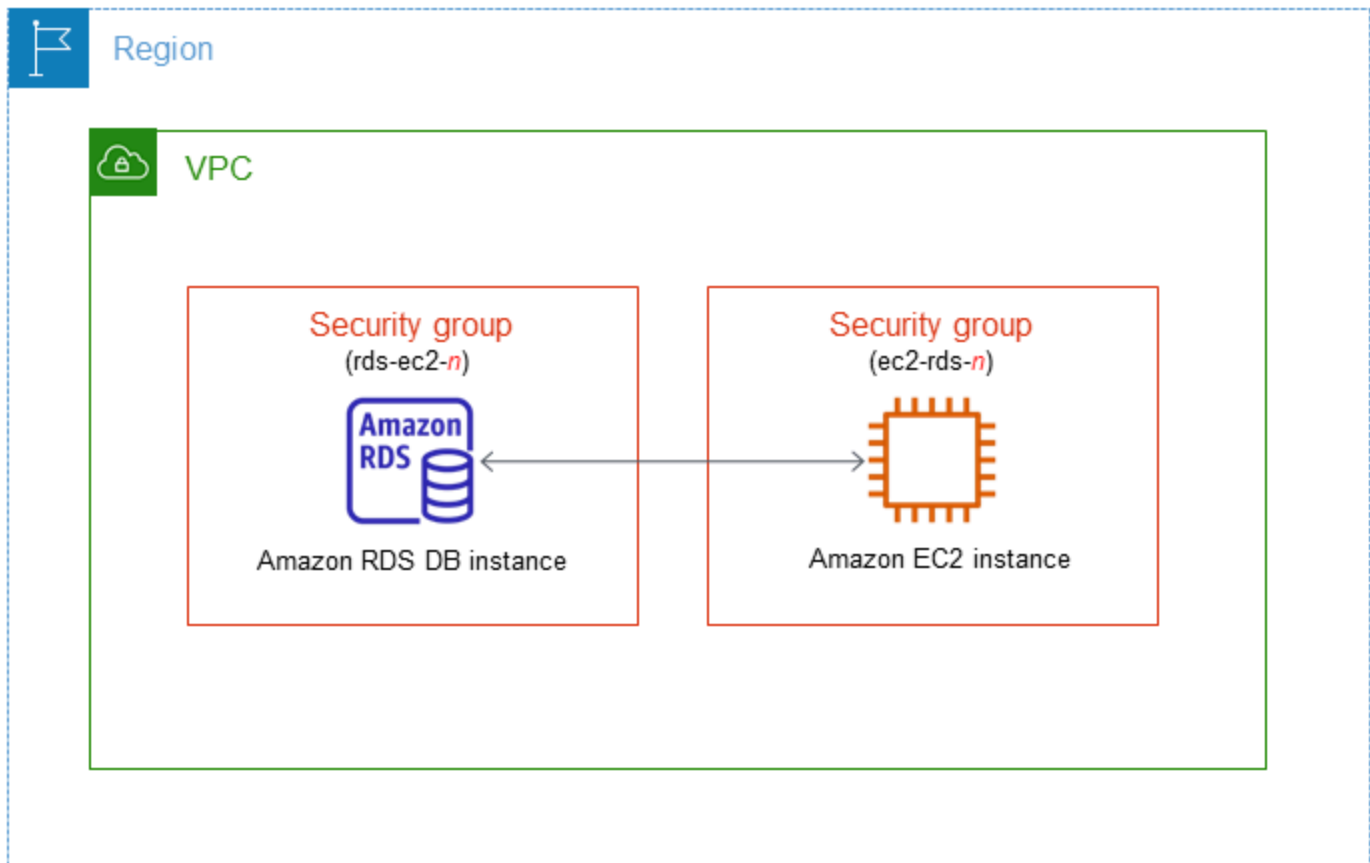 Region
VPC
Security group
(rds-ec2-n)
Amazon
RDS
Amazon RDS DB instance
Security group
(ec2-rds-n)
Amazon EC2 instance